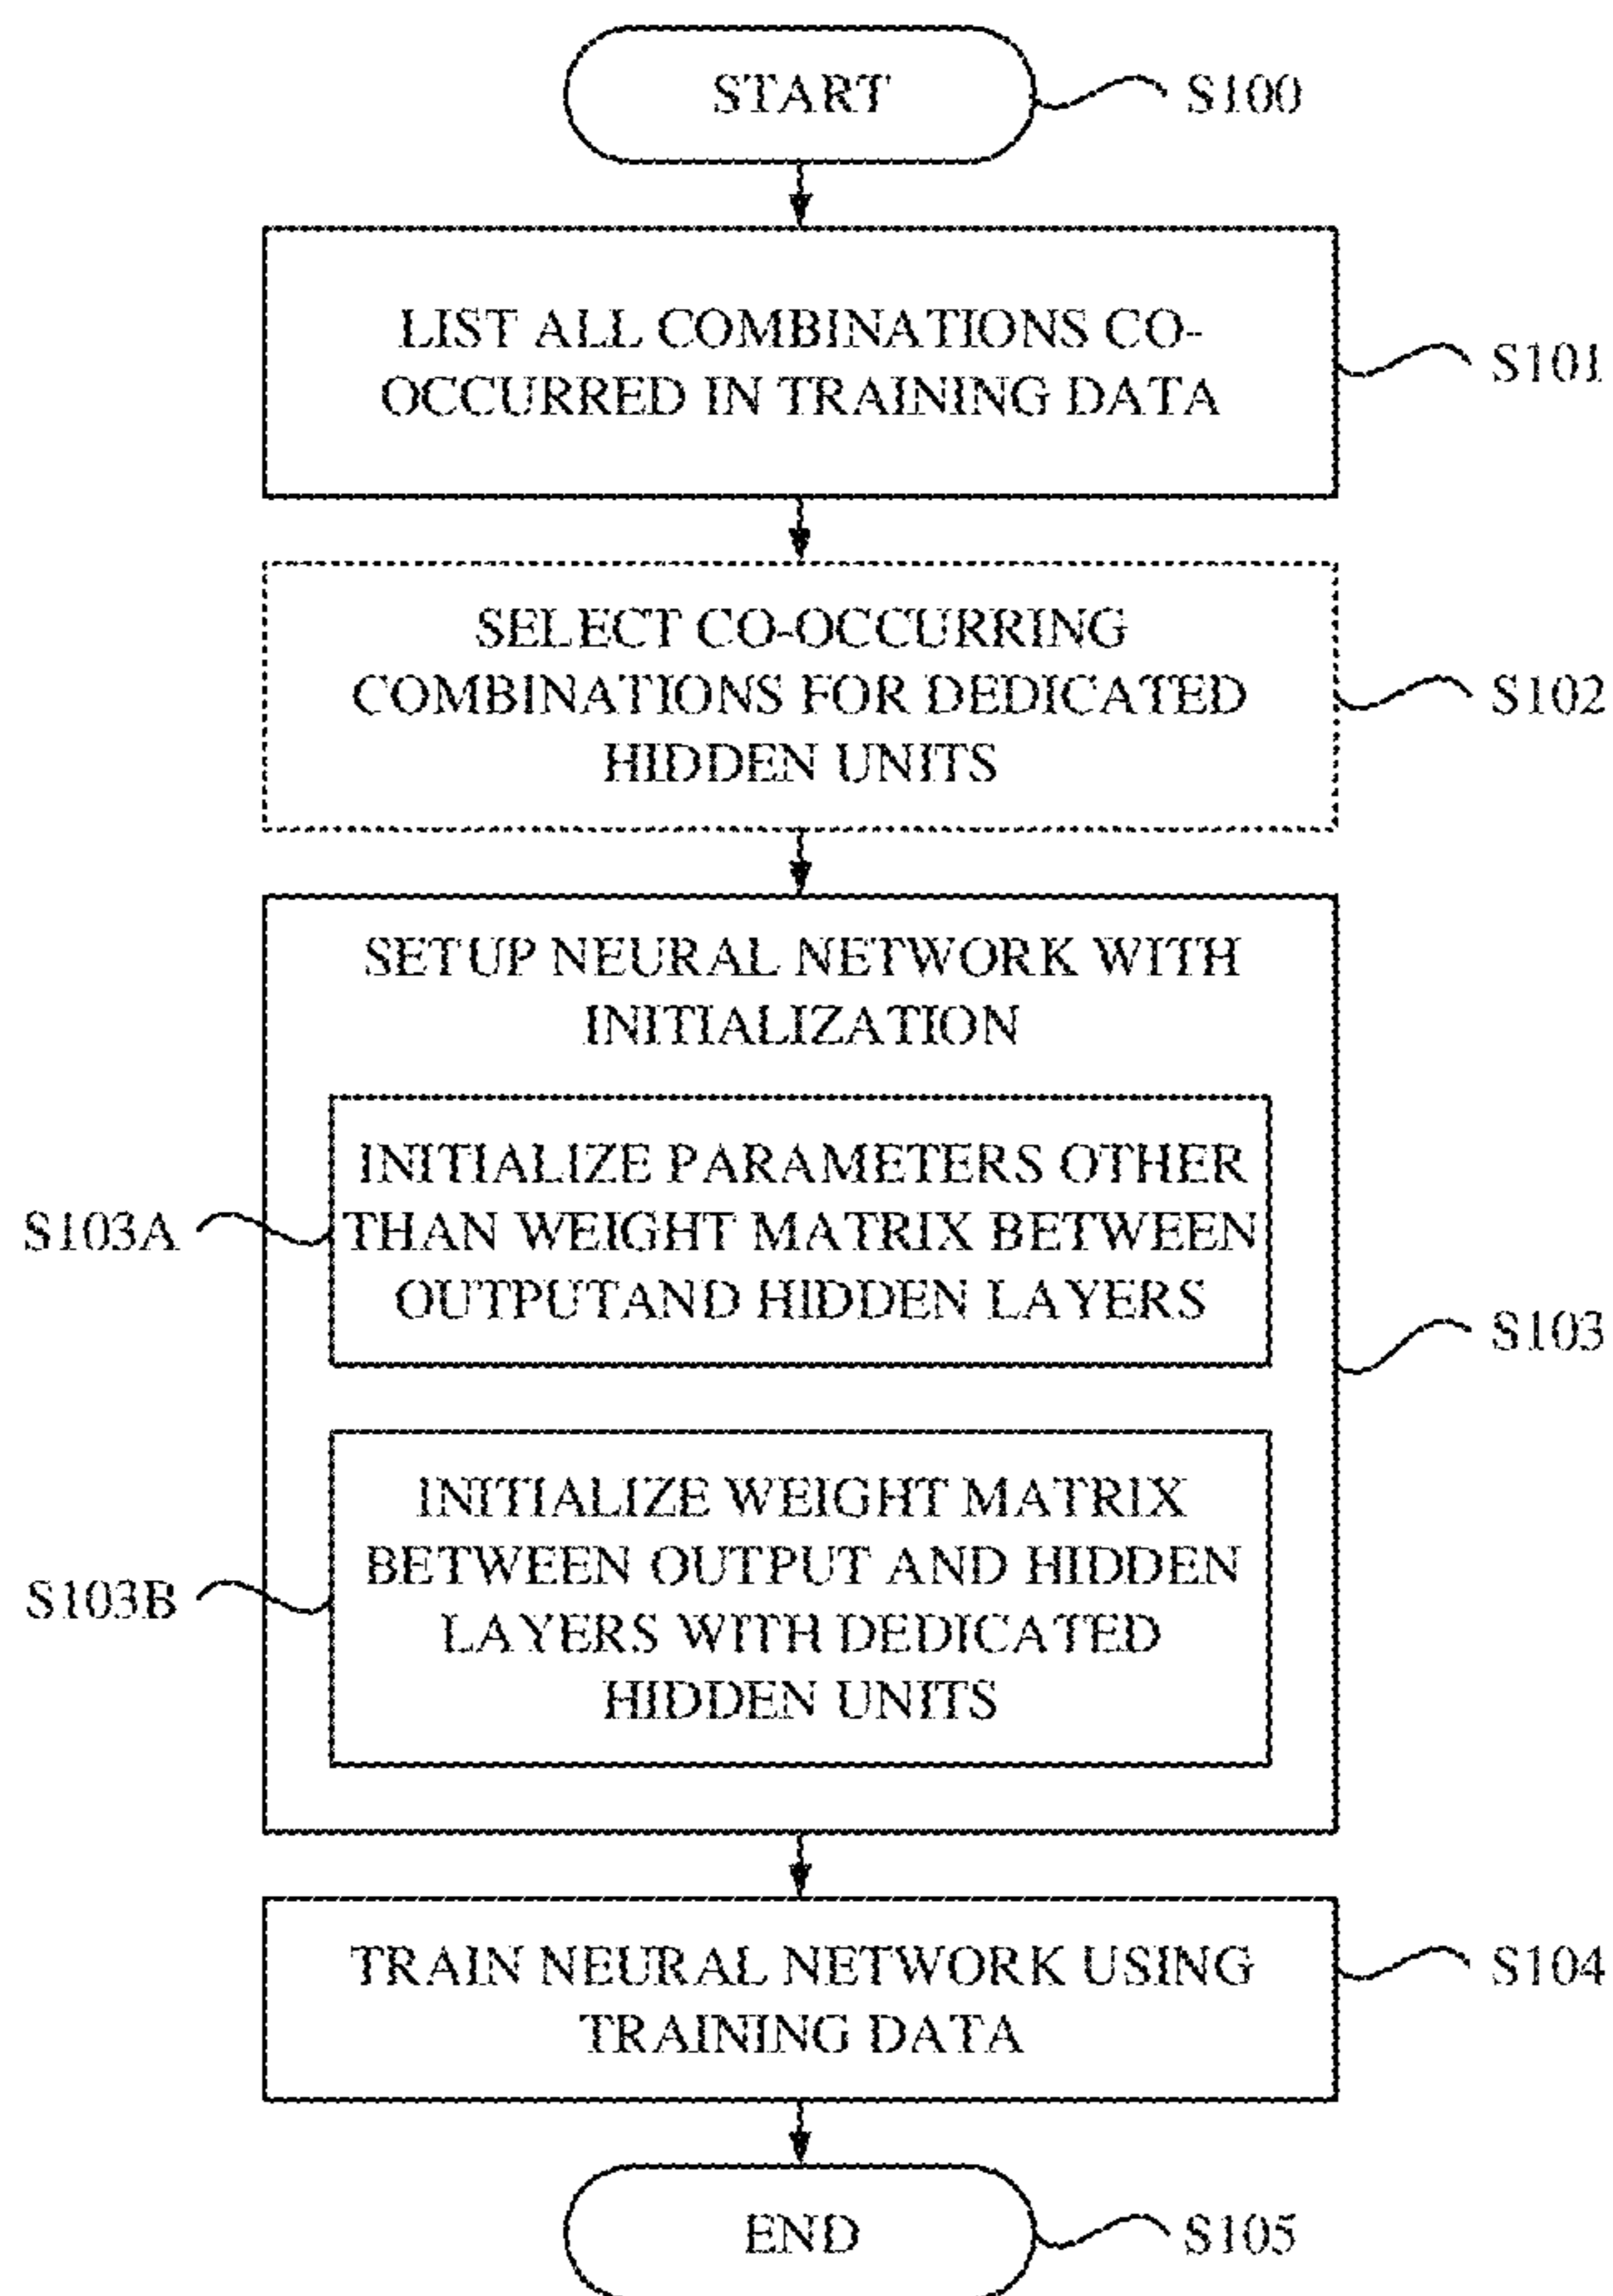 START
S100
LIST ALL COMBINATIONS CO-
OCCURRED IN TRAINING DATA
S101
SELECT CO-OCCURRING
COMBINATIONS FOR DEDICATED
HIDDEN UNITS
S102
SETUP NEURAL NETWORK WITH
INITIALIZATION
INITIALIZE PARAMETERS OTHER
THAN WEIGHT MATRIX BETWEEN
OUTPUTAND HIDDEN LAYERS
S103A
S103
INITIALIZE WEIGHT MATRIX
BETWEEN OUTPUT AND HIDDEN
LAYERS WITH DEDICATED
HIDDEN UNITS
S103B
TRAIN NEURAL NETWORK USING
TRAINING DATA
S104
END
S105